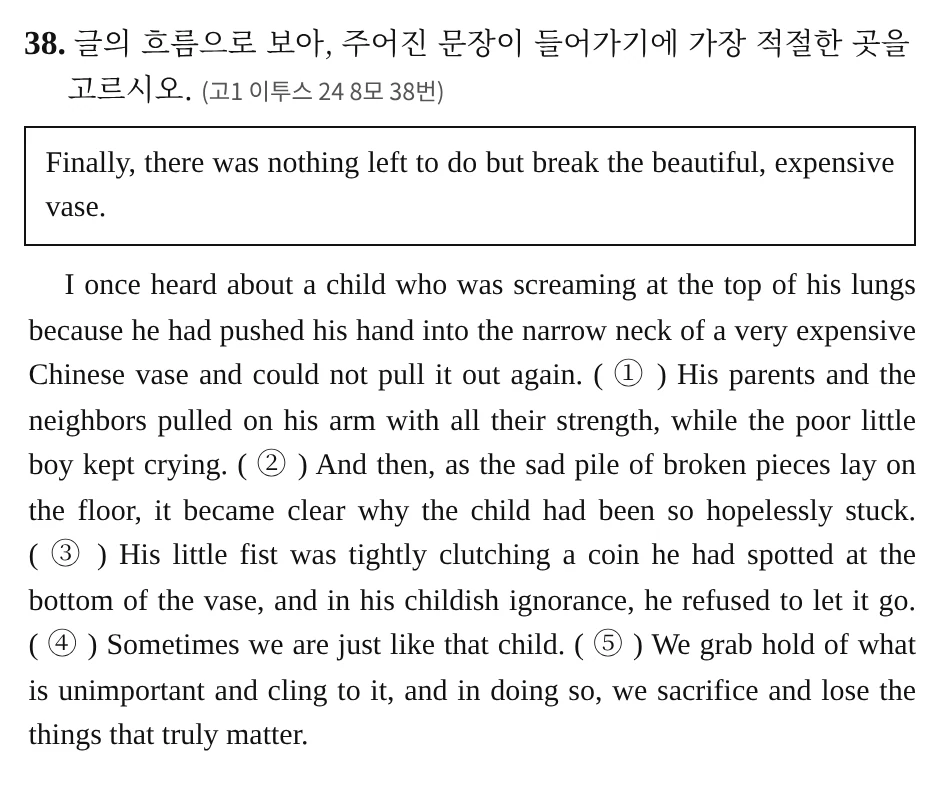 38. 글의 흐름으로 보아, 주어진 문장이 들어가기에 가장 적절한 곳을
고르시오. (고1 이투스 24 8모 38번)
Finally, there was nothing left to do but break the beautiful, expensive
vase.
I once heard about a child who was screaming at the top of his lungs
because he had pushed his hand into the narrow neck of a very expensive
Chinese vase and could not pull it out again. ( ① ) His parents and the
neighbors pulled on his arm with all their strength, while the poor little
boy kept crying. ( ② ) And then, as the sad pile of broken pieces lay on
the floor, it became clear why the child had been so hopelessly stuck.
( ③ ) His little fist was tightly clutching a coin he had spotted at the
bottom of the vase, and in his childish ignorance, he refused to let it go.
( ④ ) Sometimes we are just like that child. ( ⑤ ) We grab hold of what
is unimportant and cling to it, and in doing so, we sacrifice and lose the
things that truly matter.